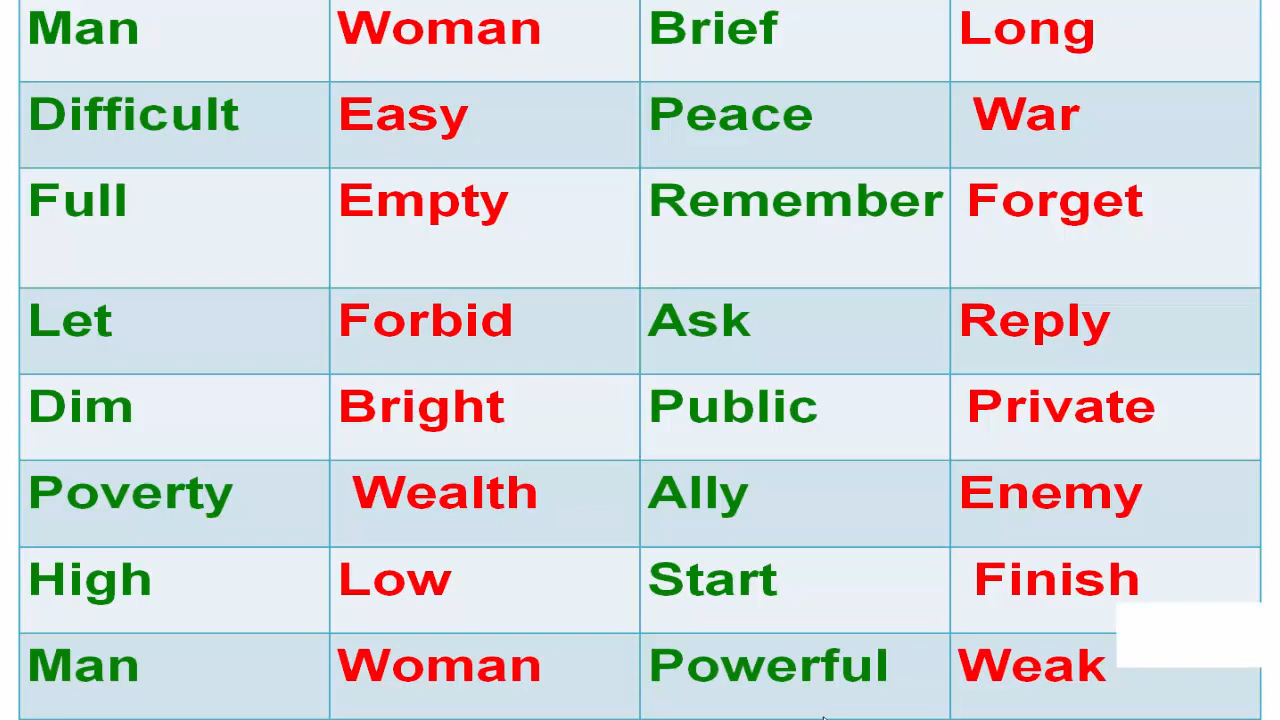 Man Woman Brief Long
Difficult Easy Peace War
Full Empty Remember Forget
Let Forbid Ask Reply
Dim Bright Public Private
Poverty Wealth Ally Enemy
High Low Start Finish
Man Woman Powerful Weak